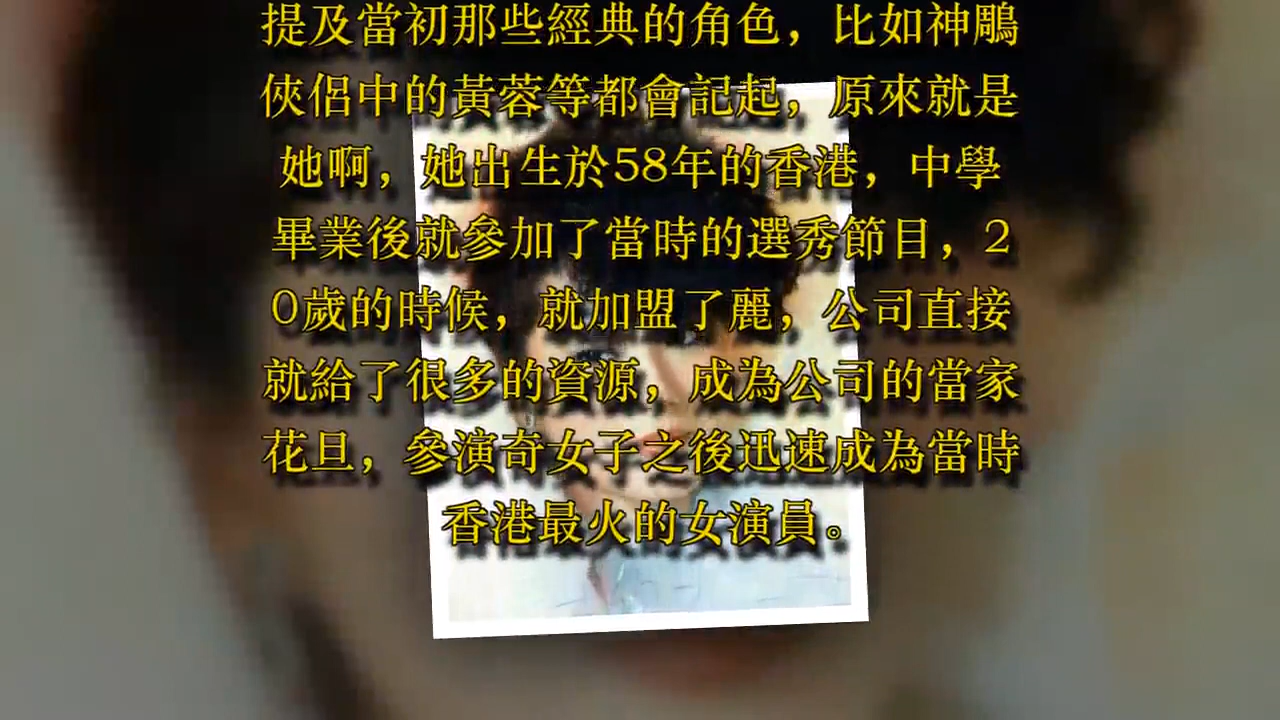 提及當初那些經典的角色，比如神鵰
俠侶中的黃蓉等都會記起，原來就是
她啊，她出生於58年的香港，中學
畢業後就參加了當時的選秀節目，2
0歲的時候，就加盟了麗，公司直接
就給了很多的資源，成為公司的當家
花旦，參演奇女子之後迅速成為當時
香港最火的女演員。